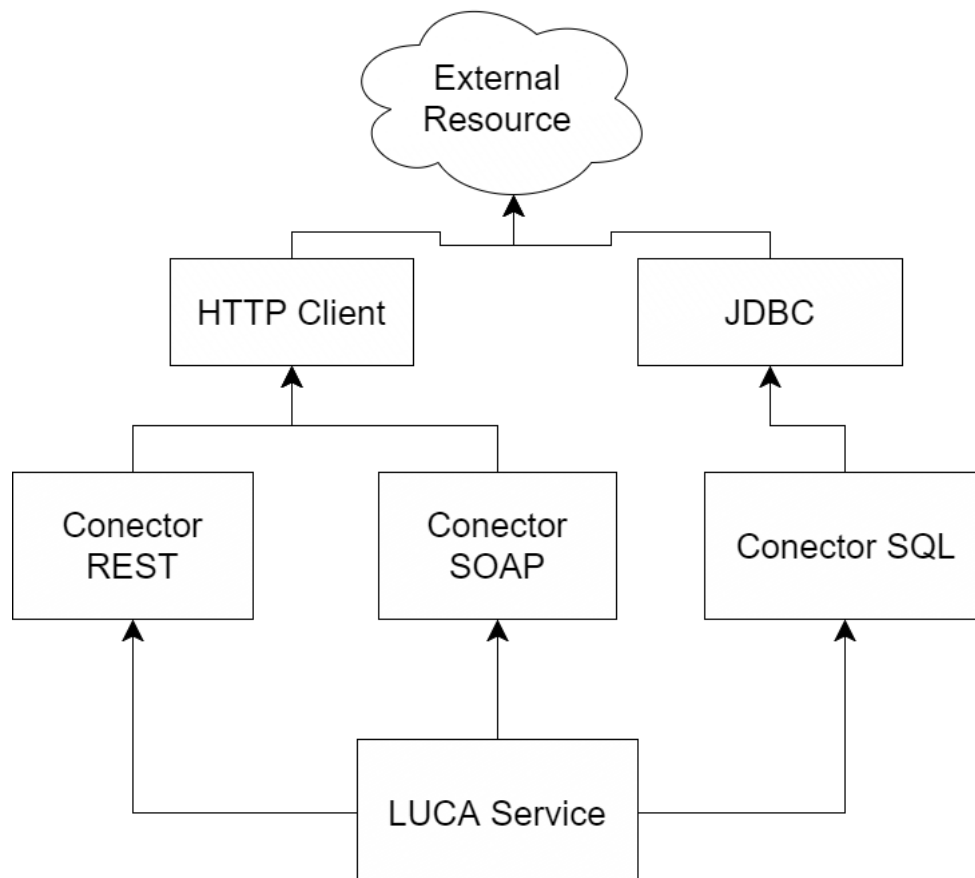 External
Resource
HTTP Client
JDBC
Conector
REST
Conector
SOAP
Conector SQL
LUCA Service